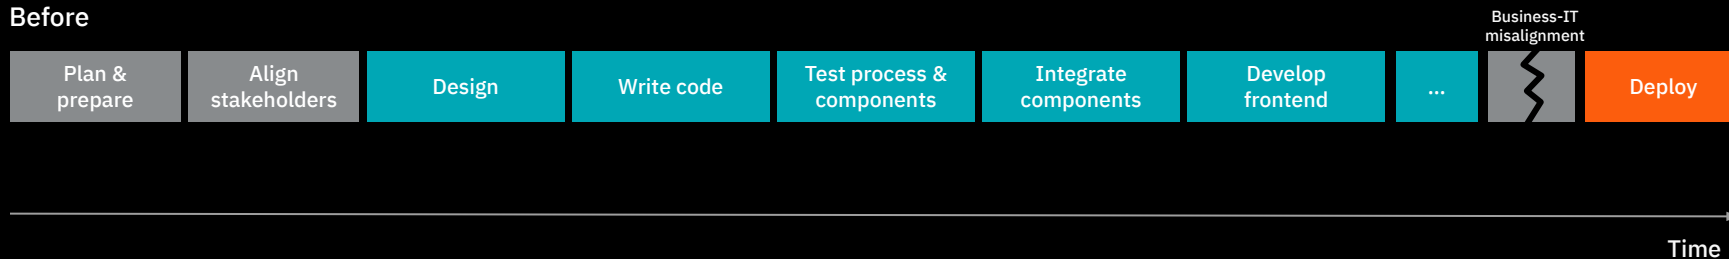 Before
Business-IT
misalignment
Plan &
prepare
Align
stakeholders
Design
Write code
Test process &
components
Integrate
components
Develop
frontend
...
Deploy
Time